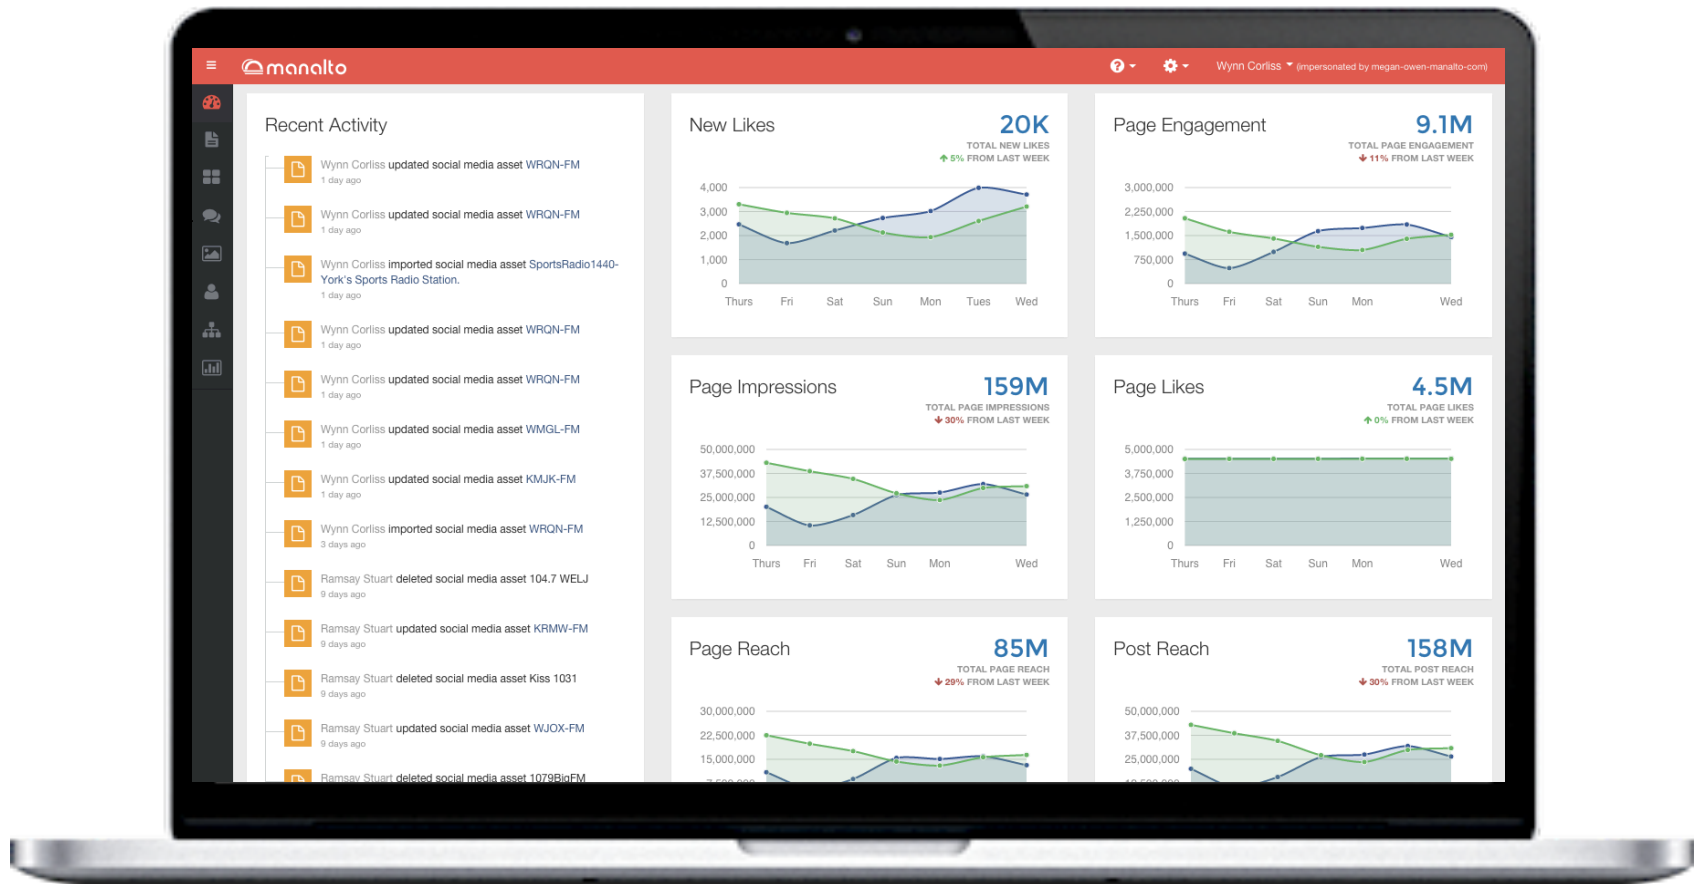 manalto
Wynn Corliss (impersonated by megan-owen-manalto-com)
Recent Activity
Wynn Corliss updated social media asset WRQN-FM
1 day ago
Wynn Corliss updated social media asset WRQN-FM
1 day ago
Wynn Corliss imported social media asset SportsRadio1440-
York's Sports Radio Station.
1 day ago
Wynn Corliss updated social media asset WRQN-FM
1 day ago
Wynn Corliss updated social media asset WRQN-FM
1 day ago
Wynn Corliss updated social media asset WMGL-FM
1 day ago
Wynn Corliss updated social media asset KMJK-FM
1 day ago
Wynn Corliss imported social media asset WRQN-FM
3 days ago
Ramsay Stuart deleted social media asset 104.7 WELJ
9 days ago
Ramsay Stuart updated social media asset KRMW-FM
9 days ago
Ramsay Stuart deleted social media asset Kiss 1031
9 days ago
Ramsay Stuart updated social media asset WJOX-FM
9 days ago
Ramsay Stuart deleted social media asset 1079BigFM
New Likes
20K
TOTAL NEW LIKES
5% FROM LAST WEEK
4,000
3,000
2,000
1,000
0
Thurs Fri Sat Sun Mon Tues Wed
Page Engagement
9.1M
TOTAL PAGE ENGAGEMENT
11% FROM LAST WEEK
3,000,000
2,250,000
1,500,000
750,000
0
Thurs Fri Sat Sun Mon Wed
Page Impressions
159M
TOTAL PAGE IMPRESSIONS
30% FROM LAST WEEK
50,000,000
37,500,000
25,000,000
12,500,000
0
Thurs Fri Sat Sun Mon Wed
Page Likes
4.5M
TOTAL PAGE LIKES
0% FROM LAST WEEK
5,000,000
3,750,000
2,500,000
1,250,000
0
Thurs Fri Sat Sun Mon Wed
Page Reach
85M
TOTAL PAGE REACH
29% FROM LAST WEEK
30,000,000
22,500,000
15,000,000
Post Reach
158M
TOTAL POST REACH
30% FROM LAST WEEK
50,000,000
37,500,000
25,000,000